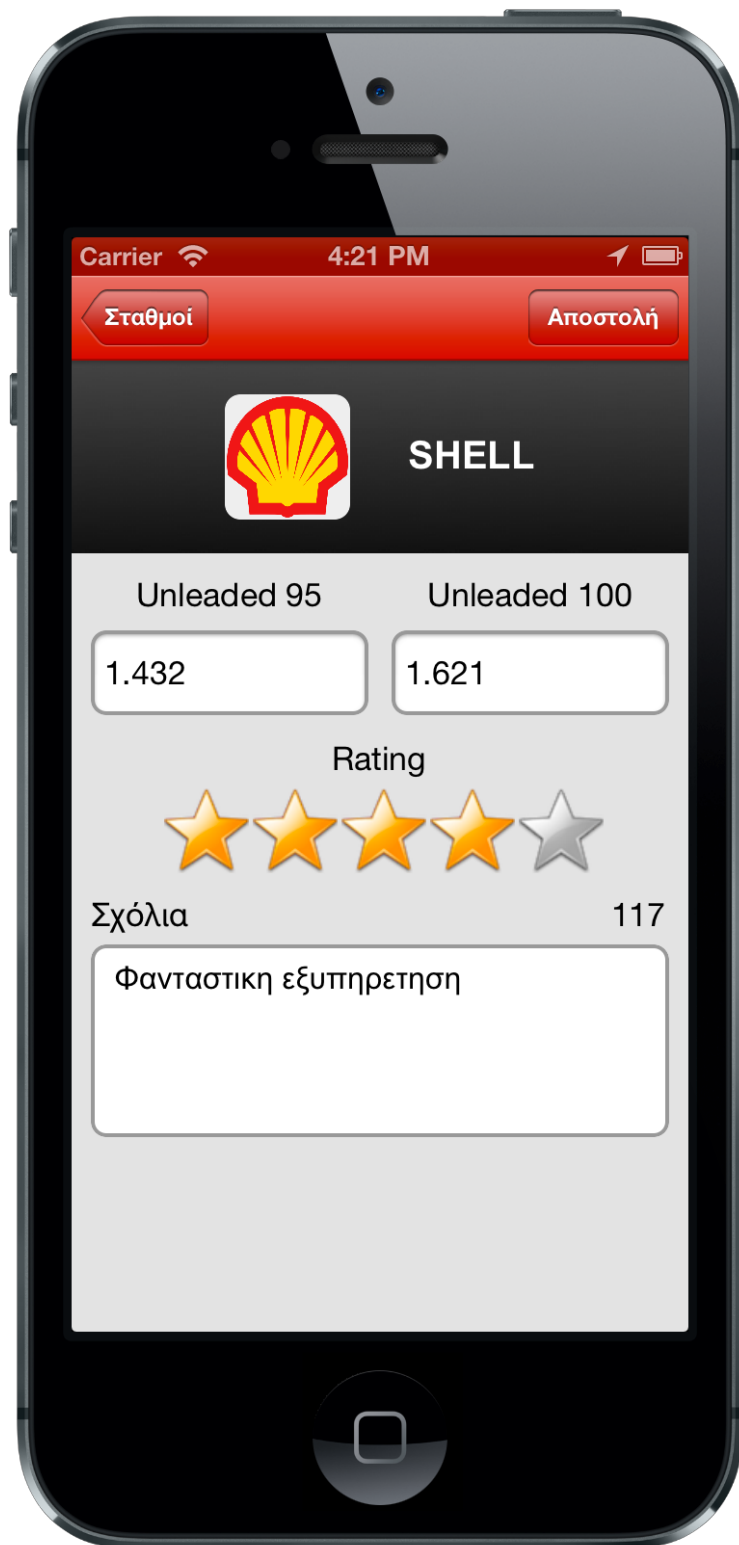 Carrier 4:21 PM
Σταθμοί Αποστολή
SHELL
Unleaded 95 Unleaded 100
1.432 1.621
Rating
Σχόλια 117
Φανταστικη εξυπηρετηση